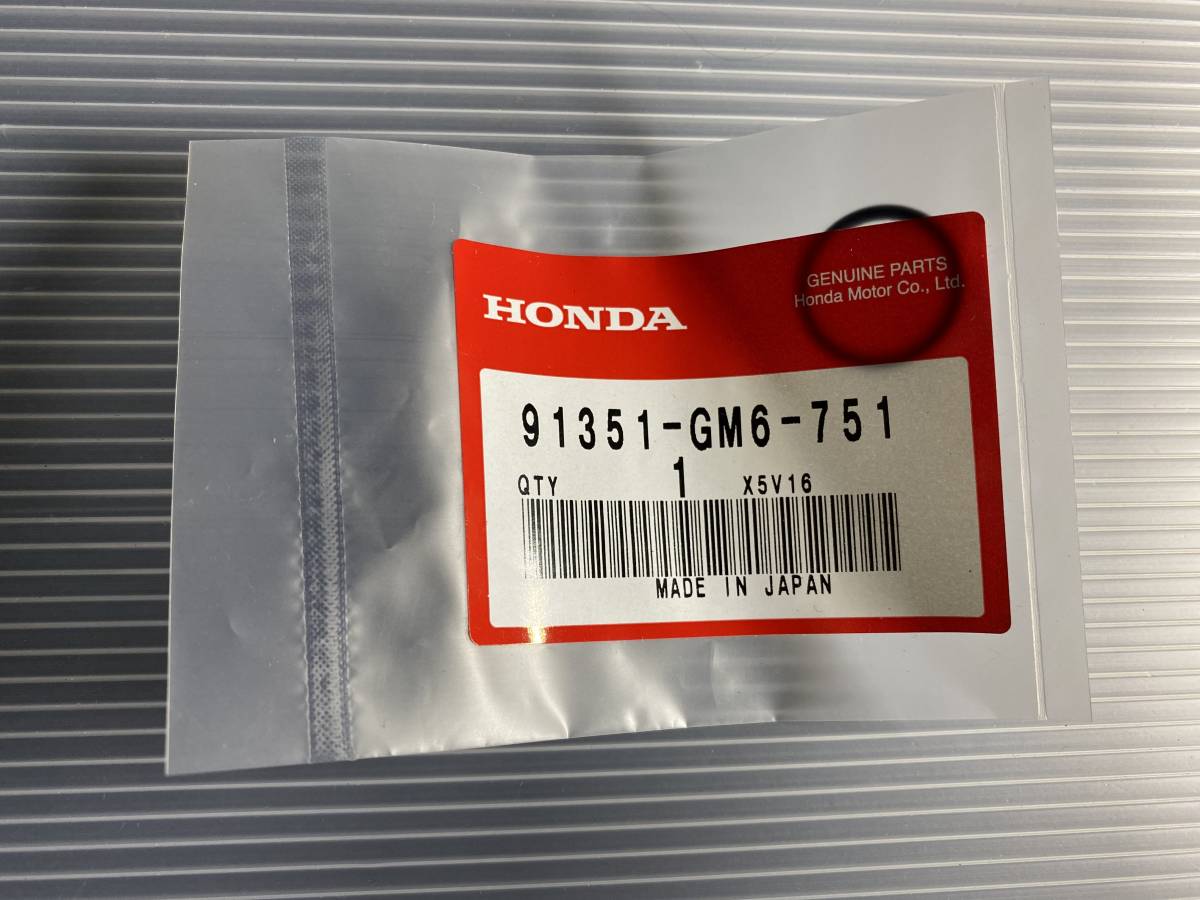 HONDA
GENUINE PARTS
Honda Motor Co., Ltd.
91351-GM6-751
QTY 1 X5V16
MADE IN JAPAN